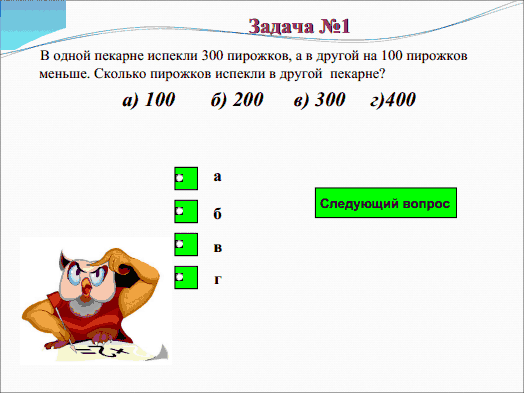 Задача №1
В одной пекарне испекли 300 пирожков, а в другой на 100 пирожков
меньше. Сколько пирожков испекли в другой пекарне?
а) 100 б) 200 в) 300 г)400
а
б
Следующий вопрос
в
г